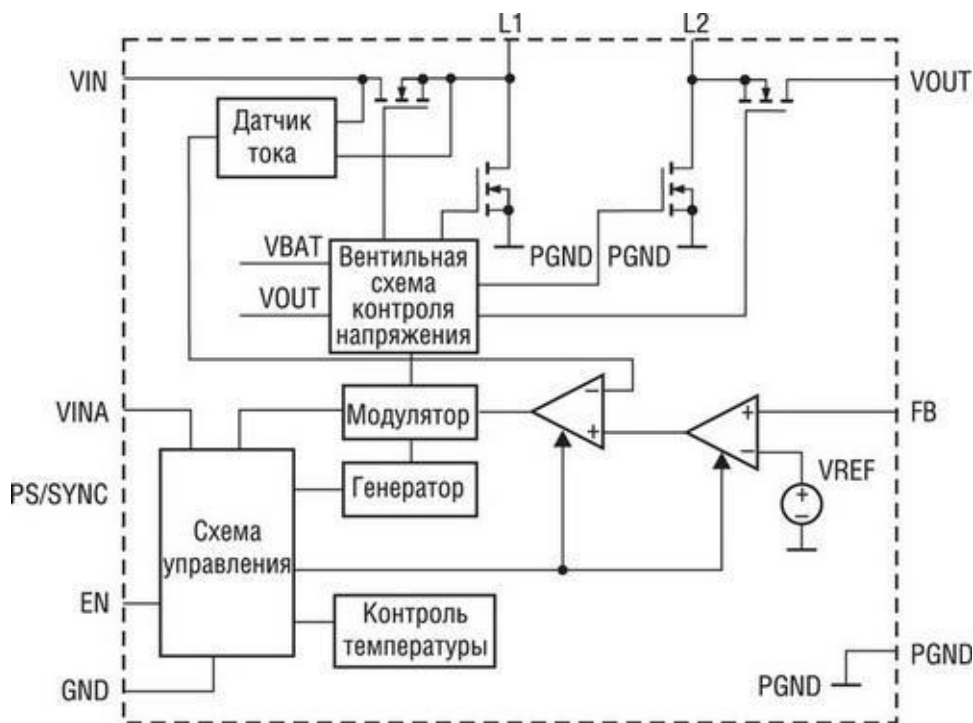 L1
L2
VIN
VOUT
Датчик
тока
PGND
PGND
VBAT
VOUT
Вентильная
схема
контроля
напряжения
−
+
VINA
Модулятор
+
−
FB
VREF
+
−
PS/SYNC
Генератор
Схема
управления
EN
Контроль
температуры
GND
PGND
PGND